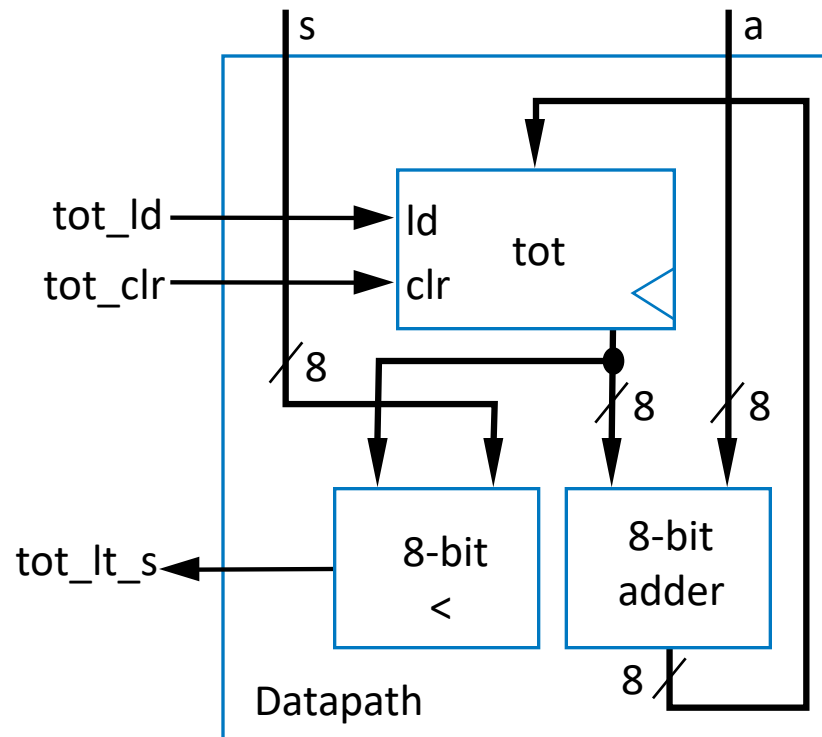 s
a
tot_ld
ld
tot
tot_clr
clr
8
8
8
8-bit
<
8-bit
adder
tot_lt_s
8
Datapath